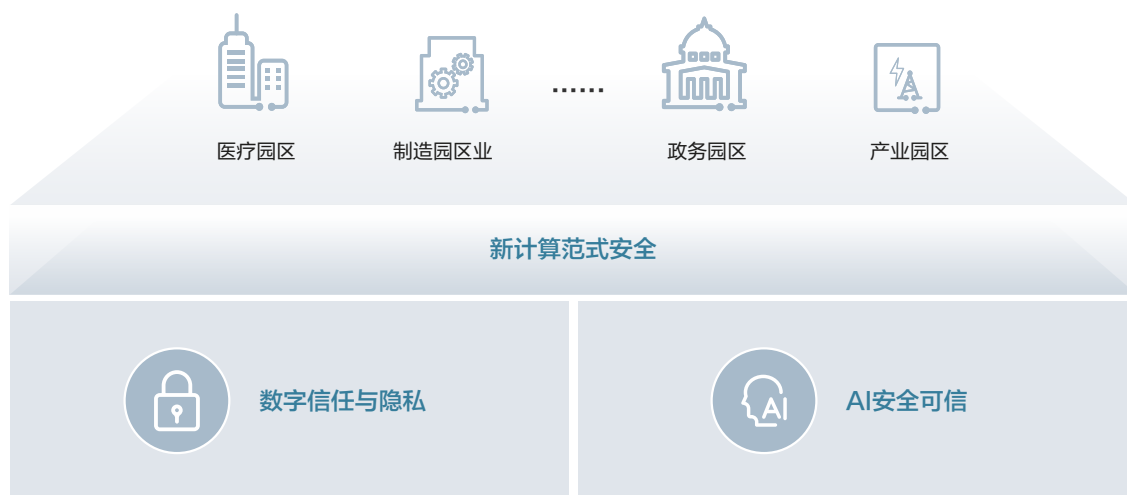 医疗园区
制造园区业
······
政务园区
产业园区
新计算范式安全
数字信任与隐私
AI
AI安全可信